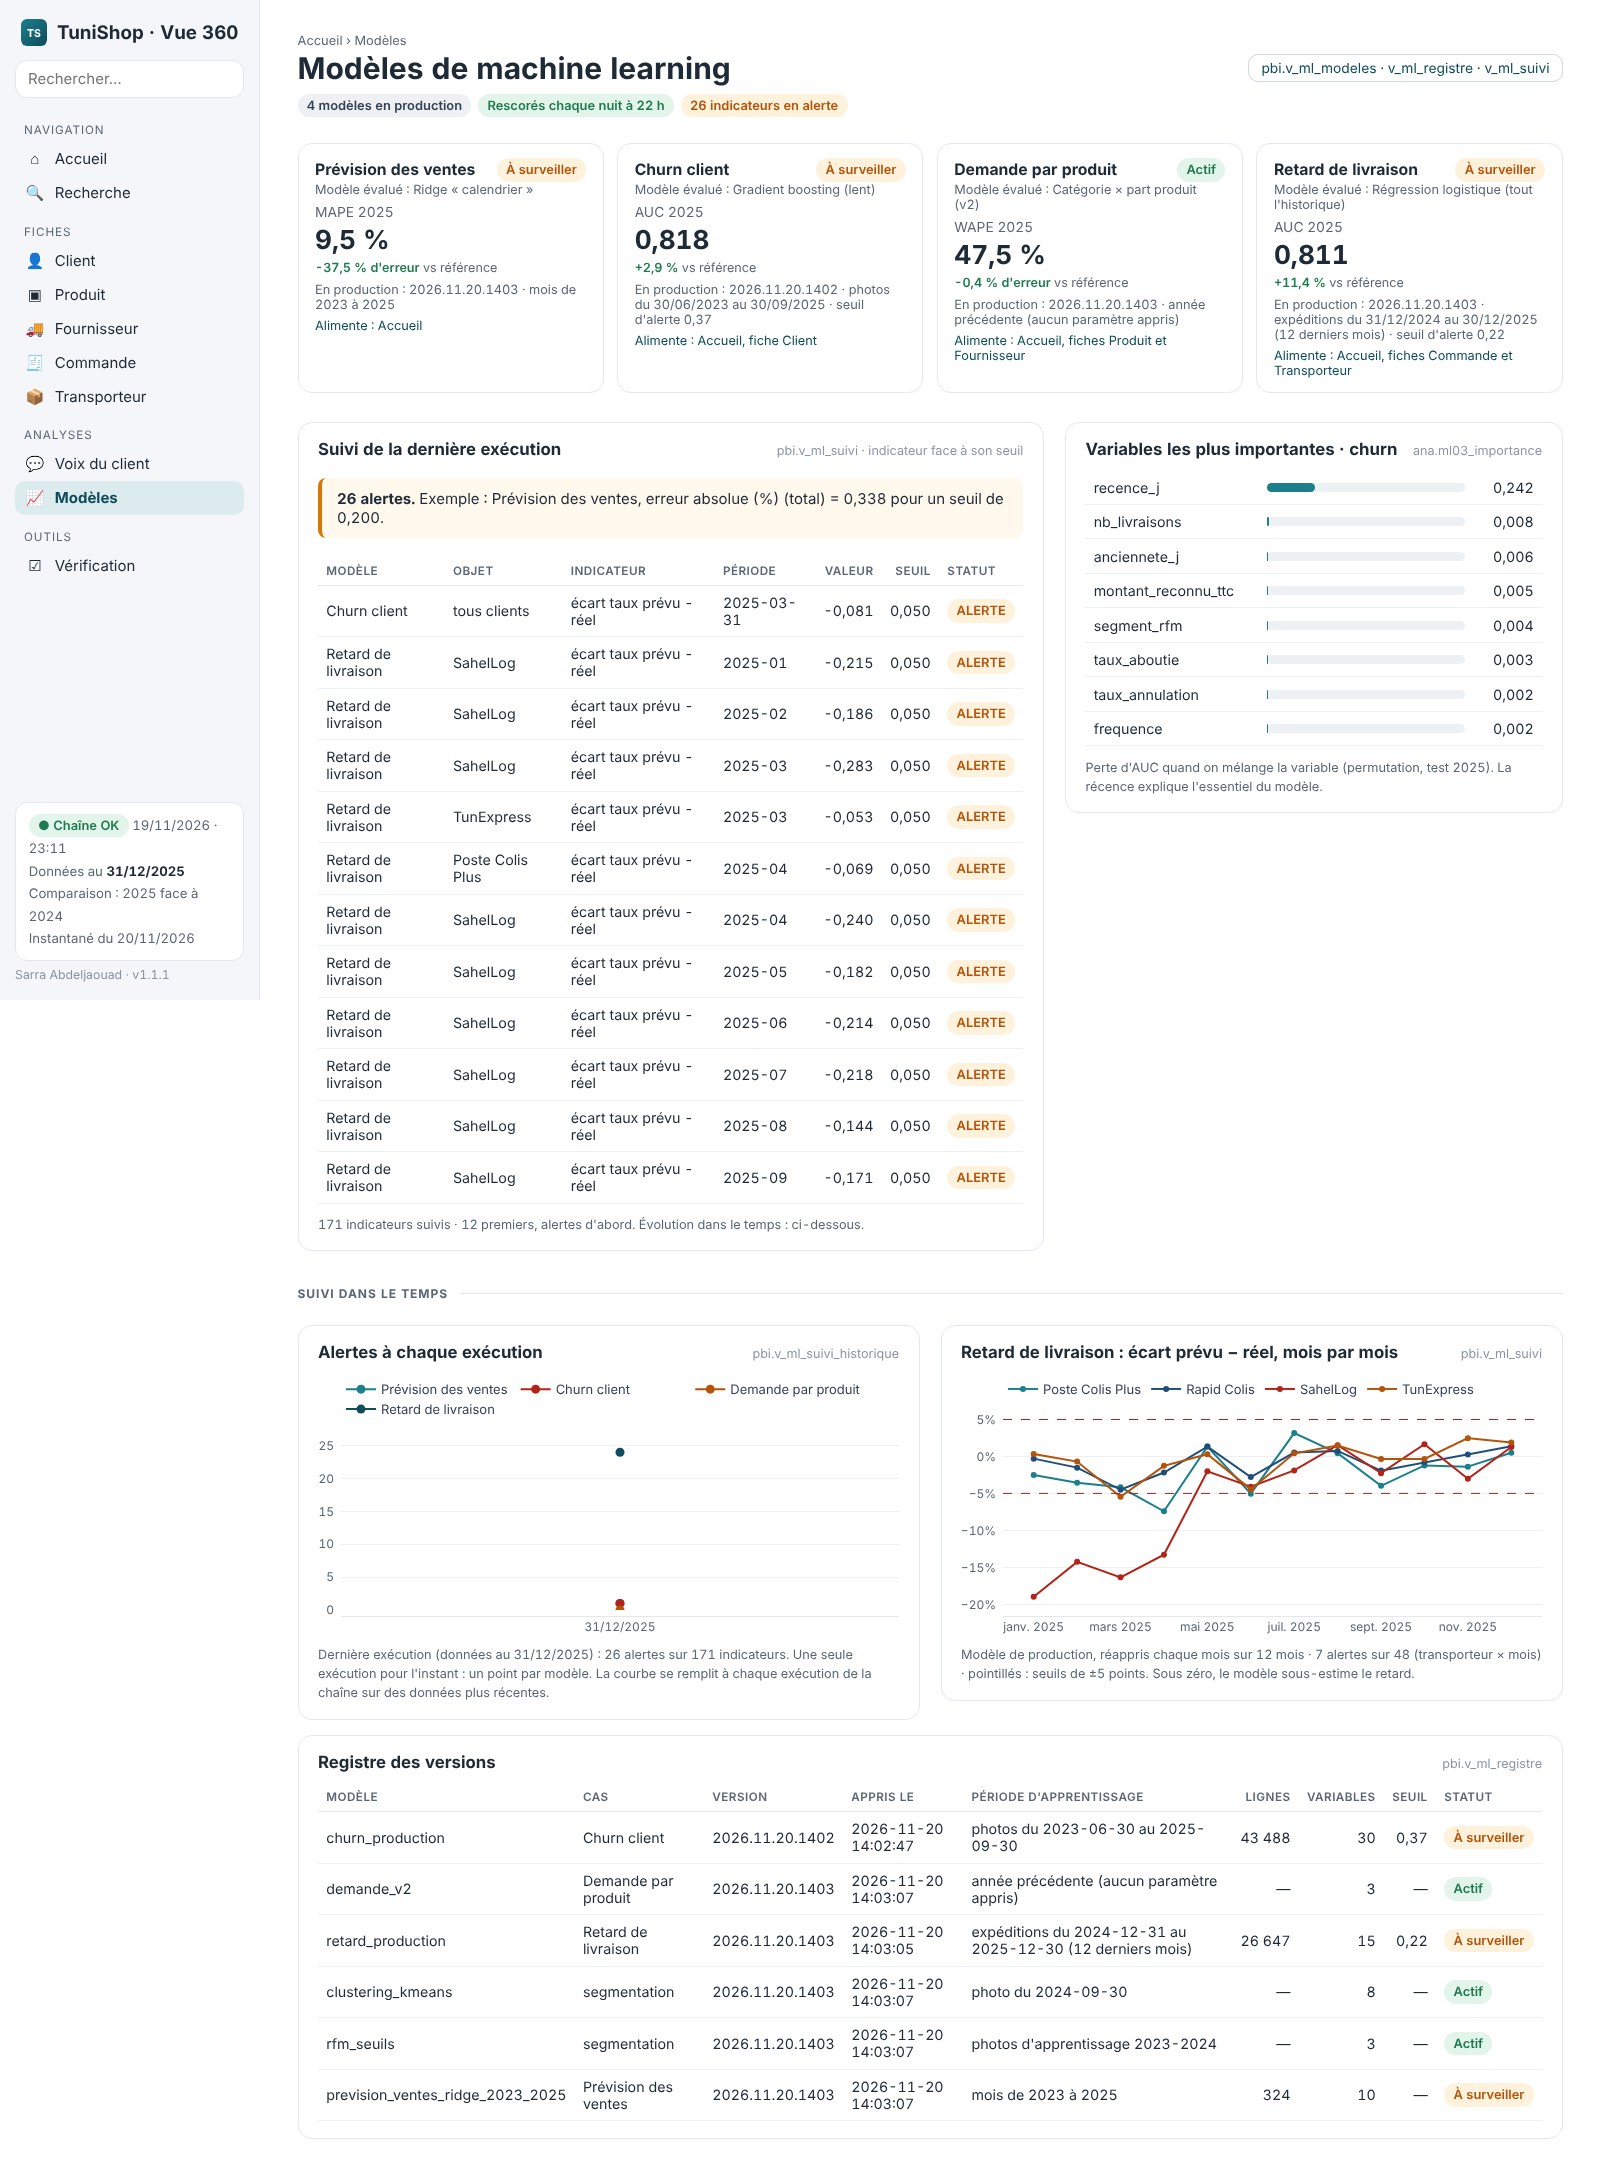 TS TuniShop · Vue 360
Rechercher...
NAVIGATION
Accueil
Recherche
FICHES
Client
Produit
Fournisseur
Commande
Transporteur
ANALYSES
Voix du client
Modèles
OUTILS
Vérification
Chaîne OK 19/11/2026 ·
23:11
Données au 31/12/2025
Comparaison : 2025 face à
2024
Instantané du 20/11/2026
Sarra Abdeljaouad · v1.1.1
Accueil › Modèles
Modèles de machine learning
pbi.v_ml_modeles · v_ml_registre · v_ml_suivi
4 modèles en production Rescorés chaque nuit à 22 h 26 indicateurs en alerte
Prévision des ventes À surveiller
Modèle évalué : Ridge « calendrier »
MAPE 2025
9,5 %
-37,5 % d'erreur vs référence
En production : 2026.11.20.1403 · mois de
2023 à 2025
Alimente : Accueil
Churn client À surveiller
Modèle évalué : Gradient boosting (lent)
AUC 2025
0,818
+2,9 % vs référence
En production : 2026.11.20.1402 · photos
du 30/06/2023 au 30/09/2025 · seuil
d'alerte 0,37
Alimente : Accueil, fiche Client
Demande par produit Actif
Modèle évalué : Catégorie × part produit
(v2)
WAPE 2025
47,5 %
-0,4 % d'erreur vs référence
En production : 2026.11.20.1403 · année
précédente (aucun paramètre appris)
Alimente : Accueil, fiches Produit et
Fournisseur
Retard de livraison À surveiller
Modèle évalué : Régression logistique (tout
l'historique)
AUC 2025
0,811
+11,4 % vs référence
En production : 2026.11.20.1403 ·
expéditions du 31/12/2024 au 30/12/2025
(12 derniers mois) · seuil d'alerte 0,22
Alimente : Accueil, fiches Commande et
Transporteur
Suivi de la dernière exécution pbi.v_ml_suivi · indicateur face à son seuil
26 alertes. Exemple : Prévision des ventes, erreur absolue (%) (total) = 0,338 pour un seuil de
0,200.
MODÈLE OBJET INDICATEUR PÉRIODE VALEUR SEUIL STATUT
Churn client tous clients écart taux prévu - réel 2025-03-31 -0,081 0,050 ALERTE
Retard de livraison SahelLog écart taux prévu - réel 2025-01 -0,215 0,050 ALERTE
Retard de livraison SahelLog écart taux prévu - réel 2025-02 -0,186 0,050 ALERTE
Retard de livraison SahelLog écart taux prévu - réel 2025-03 -0,283 0,050 ALERTE
Retard de livraison TunExpress écart taux prévu - réel 2025-03 -0,053 0,050 ALERTE
Retard de livraison Poste Colis Plus écart taux prévu - réel 2025-04 -0,069 0,050 ALERTE
Retard de livraison SahelLog écart taux prévu - réel 2025-04 -0,240 0,050 ALERTE
Retard de livraison SahelLog écart taux prévu - réel 2025-05 -0,182 0,050 ALERTE
Retard de livraison SahelLog écart taux prévu - réel 2025-06 -0,214 0,050 ALERTE
Retard de livraison SahelLog écart taux prévu - réel 2025-07 -0,218 0,050 ALERTE
Retard de livraison SahelLog écart taux prévu - réel 2025-08 -0,144 0,050 ALERTE
Retard de livraison SahelLog écart taux prévu - réel 2025-09 -0,171 0,050 ALERTE
171 indicateurs suivis · 12 premiers, alertes d'abord. Évolution dans le temps : ci-dessous.
Variables les plus importantes · churn ana.ml03_importance
recence_j 0,242
nb_livraisons 0,008
anciennete_j 0,006
montant_reconnu_ttc 0,005
segment_rfm 0,004
taux_aboutie 0,003
taux_annulation 0,002
frequence 0,002
Perte d'AUC quand on mélange la variable (permutation, test 2025). La
récence explique l'essentiel du modèle.
SUIVI DANS LE TEMPS
Alertes à chaque exécution pbi.v_ml_suivi_historique
Prévision des ventes Churn client Demande par produit
Retard de livraison
25
20
15
10
5
0
31/12/2025
Dernière exécution (données au 31/12/2025) : 26 alertes sur 171 indicateurs. Une seule
exécution pour l'instant : un point par modèle. La courbe se remplit à chaque exécution de la
chaîne sur des données plus récentes.
Retard de livraison : écart prévu − réel, mois par mois pbi.v_ml_suivi
Poste Colis Plus Rapid Colis SahelLog TunExpress
5%
0%
−5%
−10%
−15%
−20%
janv. 2025 mars 2025 mai 2025 juil. 2025 sept. 2025 nov. 2025
Modèle de production, réappris chaque mois sur 12 mois · 7 alertes sur 48 (transporteur × mois)
· pointillés : seuils de ±5 points. Sous zéro, le modèle sous-estime le retard.
Registre des versions pbi.v_ml_registre
MODÈLE CAS VERSION APPRIS LE PÉRIODE D'APPRENTISSAGE LIGNES VARIABLES SEUIL STATUT
churn_production Churn client 2026.11.20.1402 2026-11-20 14:02:47 photos du 2023-06-30 au 2025-09-30 43 488 30 0,37 À surveiller
demande_v2 Demande par produit 2026.11.20.1403 2026-11-20 14:03:07 année précédente (aucun paramètre appris) — 3 — Actif
retard_production Retard de livraison 2026.11.20.1403 2026-11-20 14:03:05 expéditions du 2024-12-31 au 2025-12-30 (12 derniers mois) 26 647 15 0,22 À surveiller
clustering_kmeans segmentation 2026.11.20.1403 2026-11-20 14:03:07 photo du 2024-09-30 — 8 — Actif
rfm_seuils segmentation 2026.11.20.1403 2026-11-20 14:03:07 photos d'apprentissage 2023-2024 — 3 — Actif
prevision_ventes_ridge_2023_2025 Prévision des ventes 2026.11.20.1403 2026-11-20 14:03:07 mois de 2023 à 2025 324 10 — À surveiller